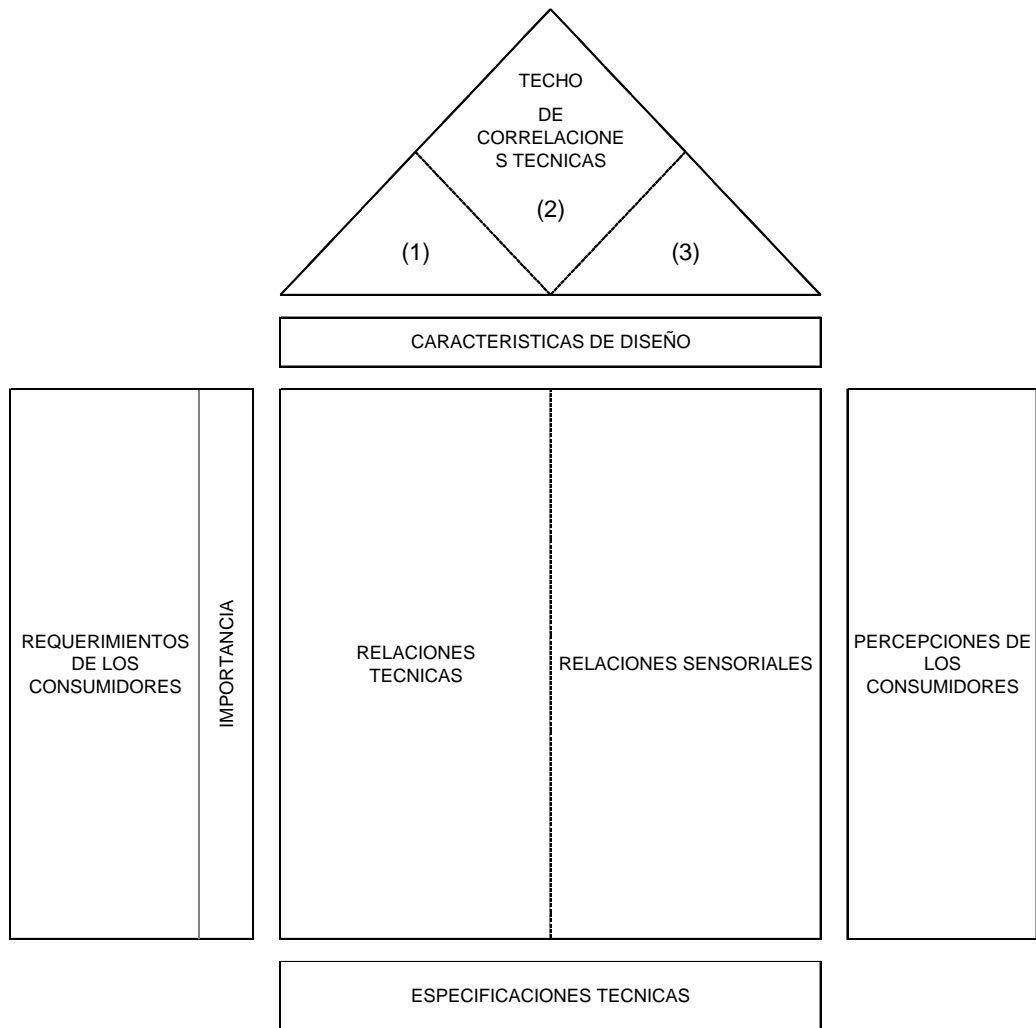 TECHO
DE
CORRELACIONE
S TECNICAS
(2)
(1)
(3)
CARACTERISTICAS DE DISEÑO
REQUERIMIENTOS
DE LOS
CONSUMIDORES
IMPORTANCIA
RELACIONES
TECNICAS
RELACIONES SENSORIALES
PERCEPCIONES DE
LOS
CONSUMIDORES
ESPECIFICACIONES TECNICAS